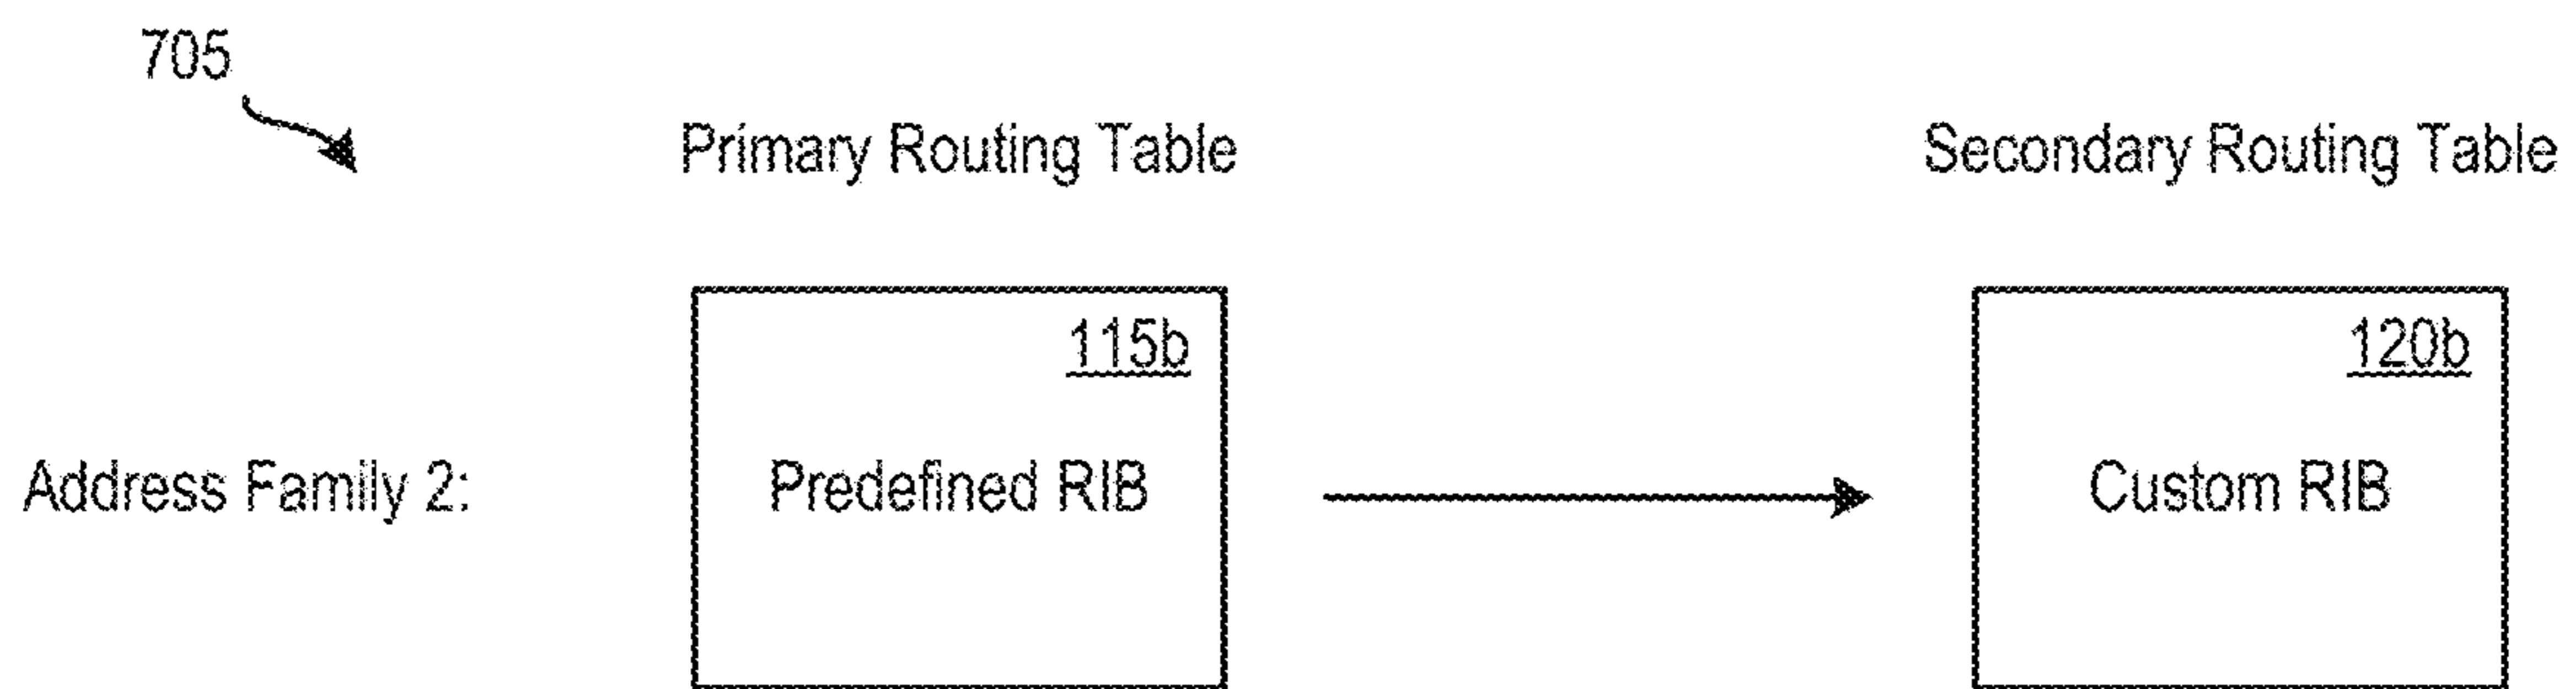 705
Primary Routing Table
Secondary Routing Table
115b
120b
Address Family 2:
Predefined RIB
Custom RIB